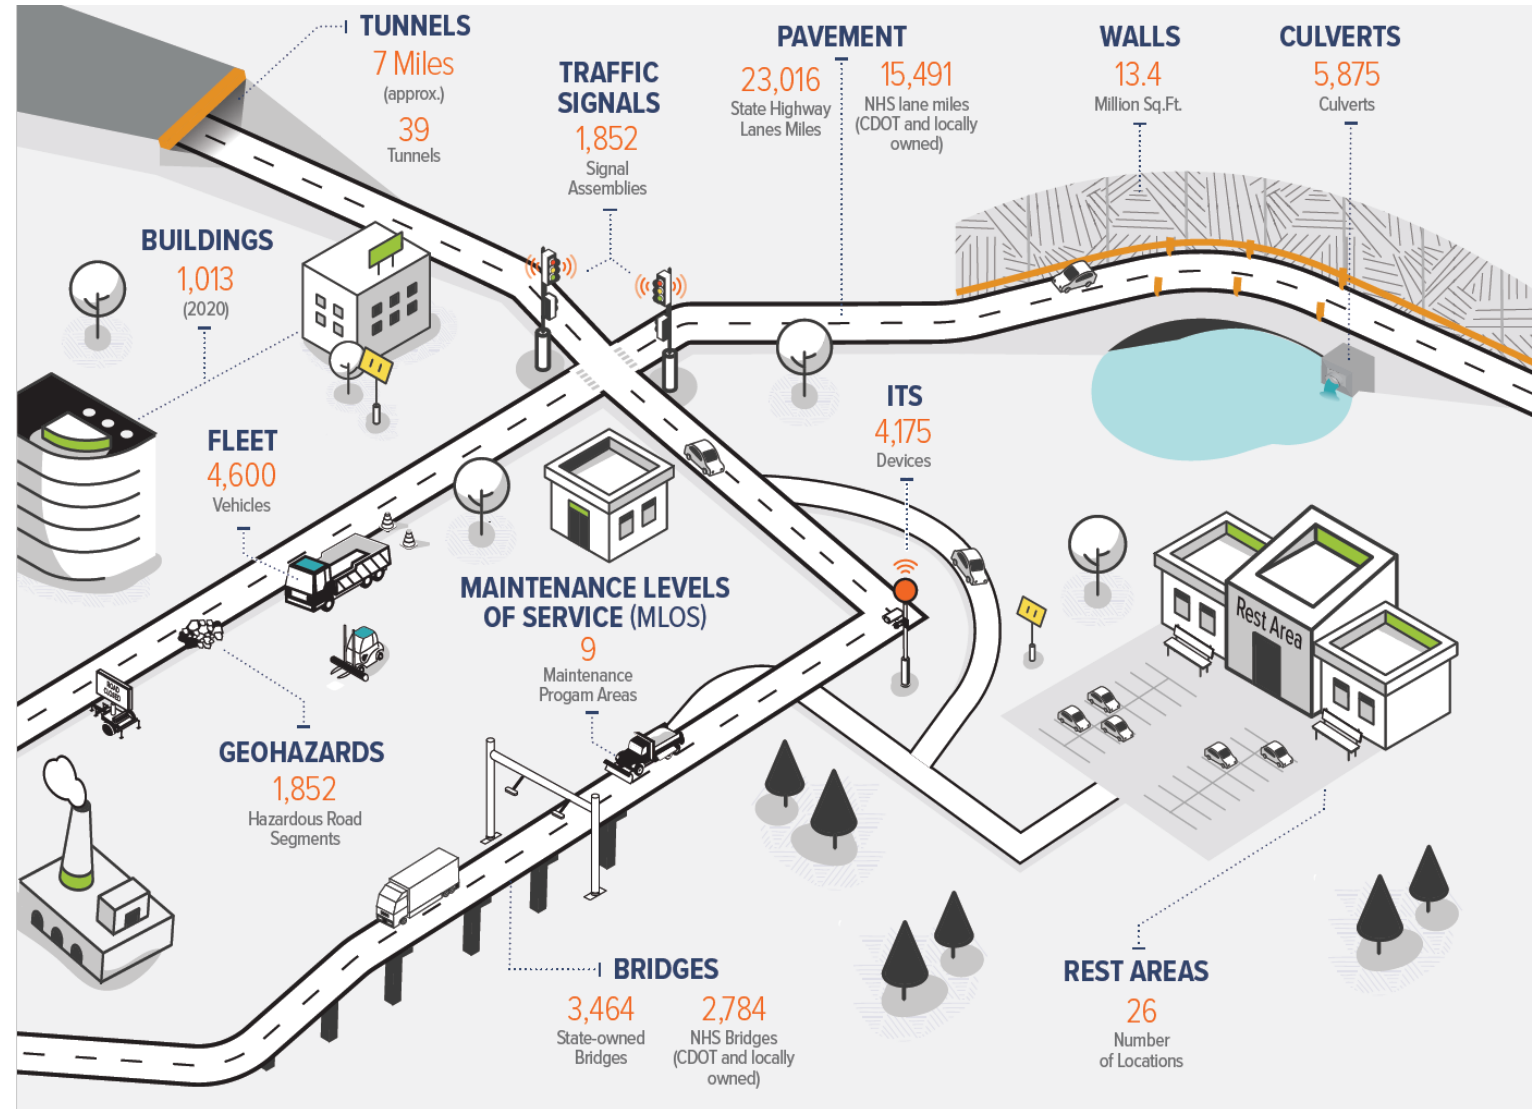 TUNNELS
7 Miles
(approx.)
39
Tunnels
TRAFFIC
SIGNALS
1,852
Signal
Assemblies
PAVEMENT
23,016
State Highway
Lanes Miles
15,491
NHS lane miles
(CDOT and locally
owned)
WALLS
13.4
Million Sq.Ft.
CULVERTS
5,875
Culverts
BUILDINGS
1,013
(2020)
FLEET
4,600
Vehicles
ITS
4,175
Devices
MAINTENANCE LEVELS
OF SERVICE (MLOS)
9
Maintenance
Progam Areas
Rest Area
ROAD
CLOSED
GEOHAZARDS
1,852
Hazardous Road
Segments
BRIDGES
3,464
State-owned
Bridges
2,784
NHS Bridges
(CDOT and locally
owned)
REST AREAS
26
Number
of Locations